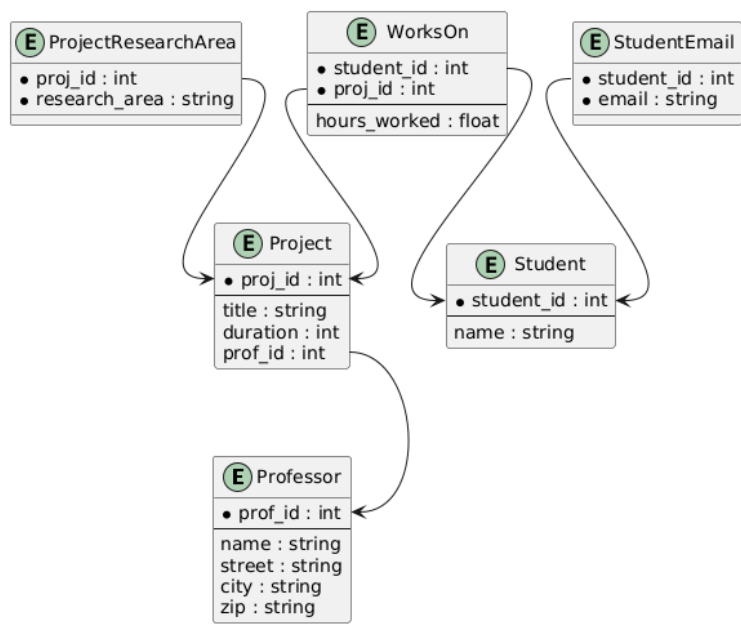 E ProjectResearchArea
* proj_id : int
* research_area : string
E WorksOn
* student_id : int
* proj_id : int
hours_worked : float
E StudentEmail
* student_id : int
* email : string
E Project
* proj_id : int
title : string
duration : int
prof_id : int
E Student
* student_id : int
name : string
E Professor
* prof_id : int
name : string
street : string
city : string
zip : string